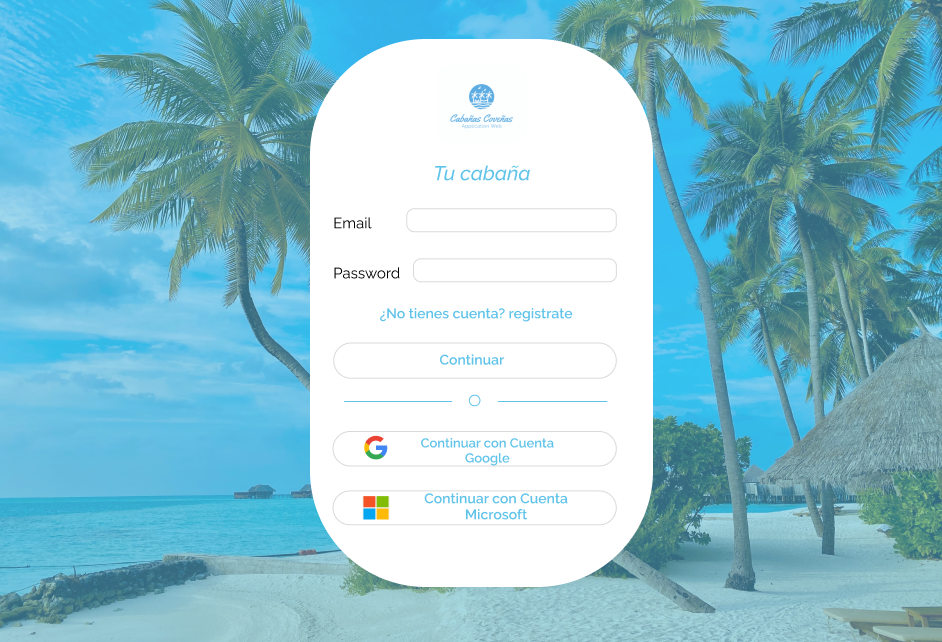 Cabañas Coveñas
Application Web
Tu cabaña
Email
Password
¿No tienes cuenta? registrate
Continuar
O
Continuar con Cuenta
Google
Continuar con Cuenta
Microsoft